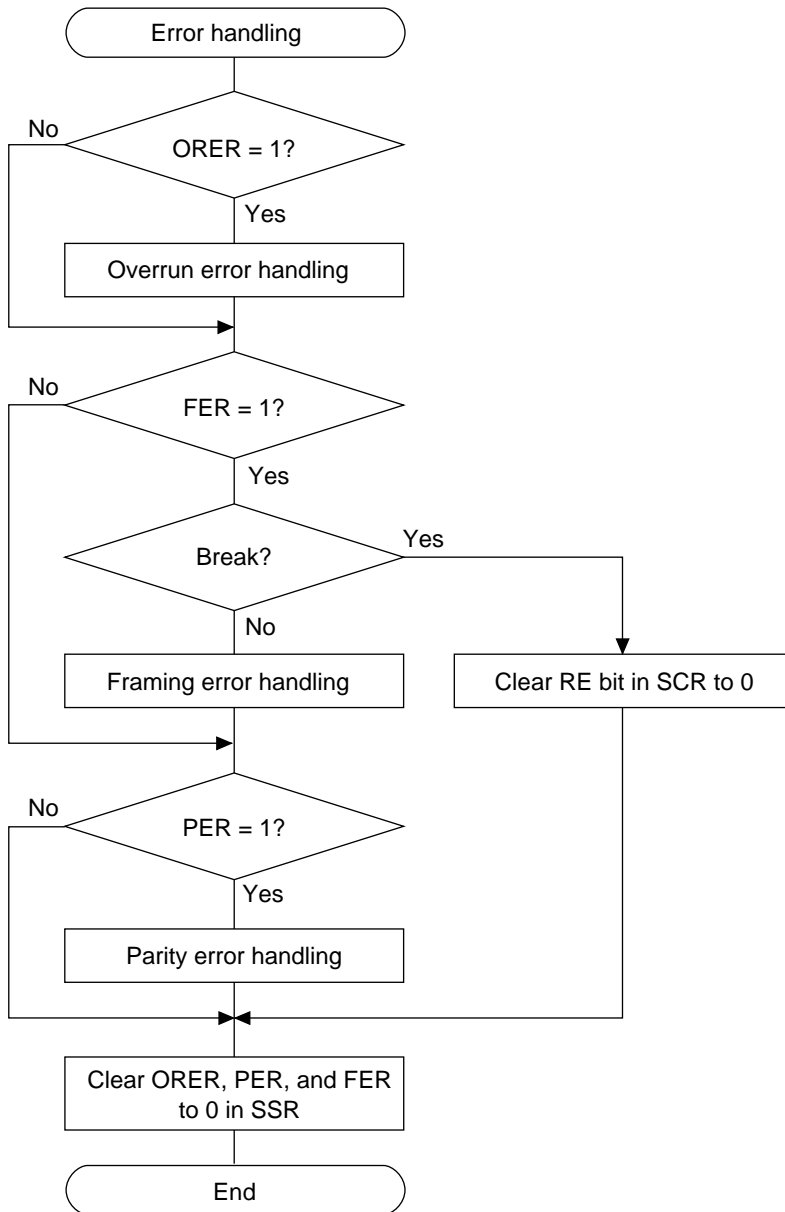 Error handling
No
ORER = 1?
Yes
Overrun error handling
No
FER = 1?
Yes
Break?
Yes
No
Framing error handling
Clear RE bit in SCR to 0
No
PER = 1?
Yes
Parity error handling
Clear ORER, PER, and FER
to 0 in SSR
End